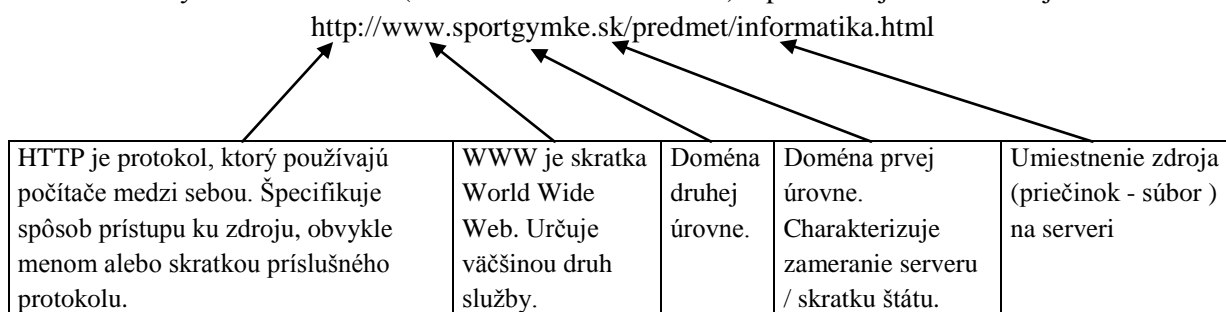 http://www.sportgymke.sk/predmet/informatika.html
HTTP je protokol, ktorý používajú
počítače medzi sebou. Špecifikuje
spôsob prístupu ku zdroju, obvykle
menom alebo skratkou príslušného
protokolu.
WWW je skratka
World Wide
Web. Určuje
väčšinou druh
služby.
Doména
druhej
úrovne.
Doména prvej
úrovne.
Charakterizuje
zameranie serveru
/ skratku štátu.
Umiestnenie zdroja
(priečinok - súbor )
na serveri